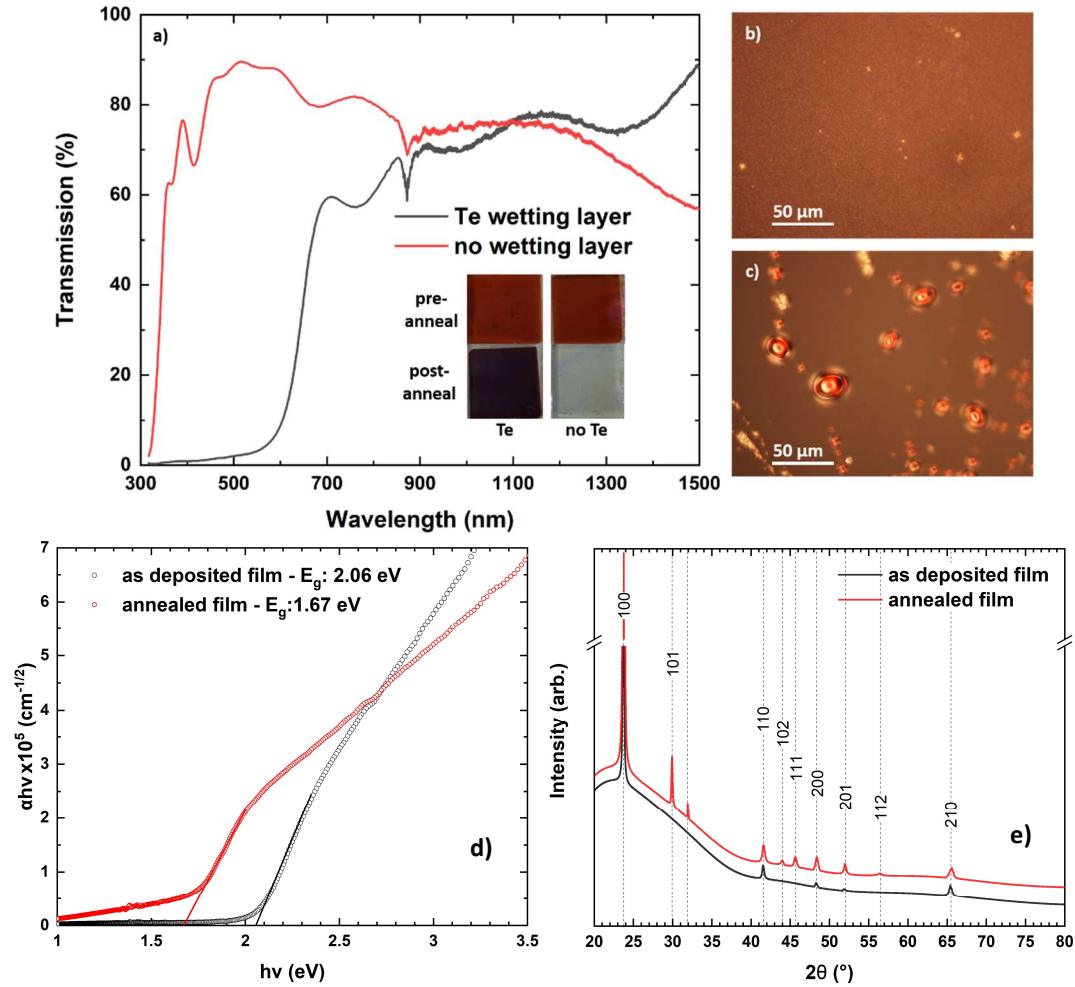 a)
Transmission (%)
100
80
60
40
20
0
300
500
700
900
1100
1300
1500
Wavelength (nm)
Te wetting layer
no wetting layer
pre-
anneal
post-
anneal
Te
no Te
b)
50 µm
c)
50 µm
αhν x10⁵ (cm⁻¹/²)
7
6
5
4
3
2
1
0
as deposited film - Eg: 2.06 eV
annealed film - Eg:1.67 eV
d)
1
1.5
2
2.5
3
3.5
hν (eV)
Intensity (arb.)
as deposited film
annealed film
100
101
110
102
111
200
201
112
210
e)
20
25
30
35
40
45
50
55
60
65
70
75
80
2θ (°)